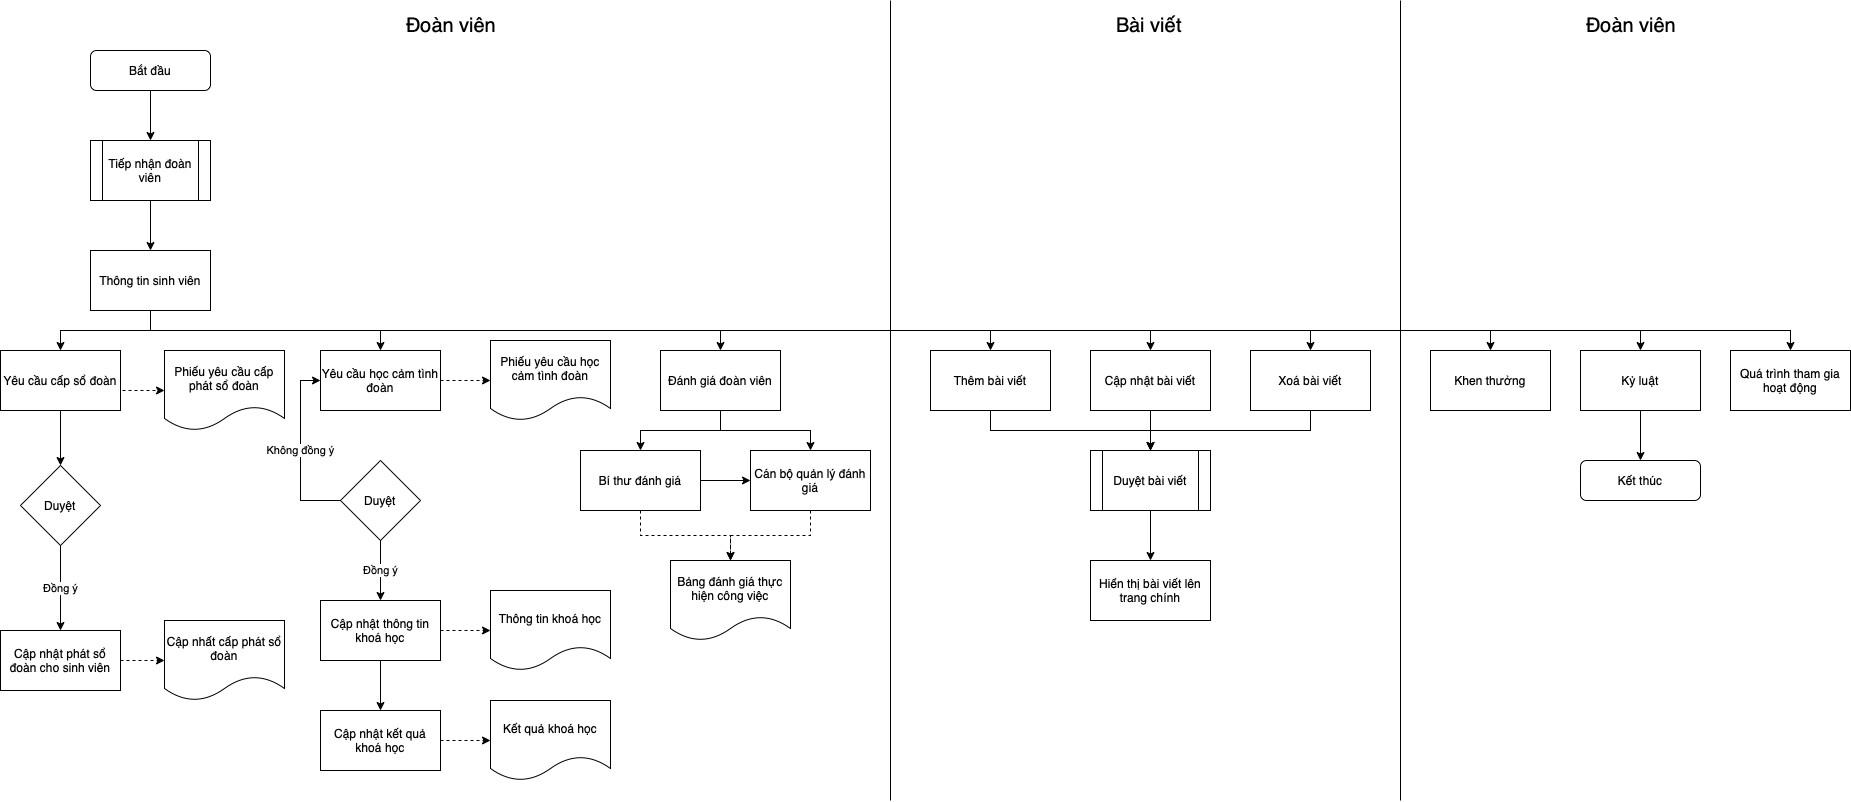 Đoàn viên
Bài viết
Đoàn viên
Bắt đầu
Tiếp nhận đoàn
viên
Thông tin sinh viên
Yêu cầu cấp sổ đoàn
Phiếu yêu cầu cấp
phát sổ đoàn
Yêu cầu học cảm tình
đoàn
Phiếu yêu cầu học
cảm tình đoàn
Đánh giá đoàn viên
Thêm bài viết
Cập nhật bài viết
Xoá bài viết
Khen thưởng
Kỷ luật
Quá trình tham gia
hoạt động
Không đồng ý
Duyệt
Duyệt
Bí thư đánh giá
Cán bộ quản lý đánh
giá
Duyệt bài viết
Kết thúc
Đồng ý
Đồng ý
Bảng đánh giá thực
hiện công việc
Hiển thị bài viết lên
trang chính
Cập nhật phát sổ
đoàn cho sinh viên
Cập nhất cấp phát sổ
đoàn
Cập nhật thông tin
khoá học
Thông tin khoá học
Cập nhật kết quả
khoá học
Kết quả khoá học